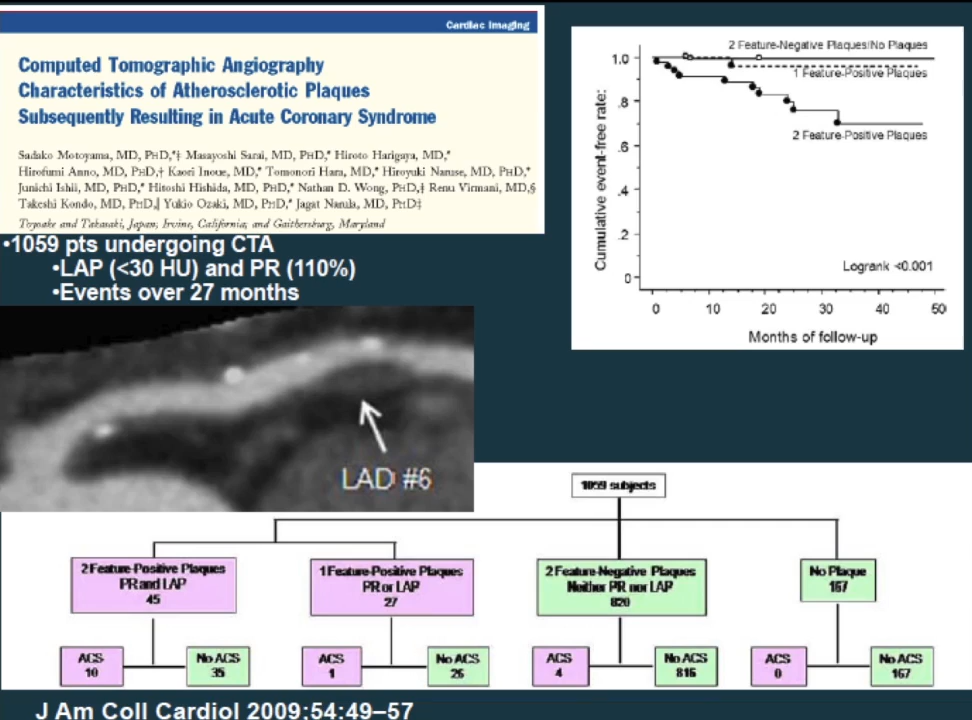 Cardiac Imaging
Computed Tomographic Angiography
Characteristics of Atherosclerotic Plaques
Subsequently Resulting in Acute Coronary Syndrome
Sadako Motoyama, MD, PHD,*† Masayoshi Sarai, MD, PHD,* Hiroto Harigaya, MD,*
Hirofumi Anno, MD, PHD,† Kaori Inoue, MD,* Tomonori Hara, MD,* Hiroyuki Naruse, MD, PHD,*
Junichi Ishii, MD, PHD,* Hitoshi Hishida, MD, PHD,* Nathan D. Wong, PHD,‡ Renu Virmani, MD,§
Takeshi Kondo, MD, PHD,|| Yukio Ozaki, MD, PHD,* Jagat Narula, MD, PHD‡
Toyoake and Takasaki, Japan; Irvine, California; and Gaithersburg, Maryland
•1059 pts undergoing CTA
•LAP (<30 HU) and PR (110%)
•Events over 27 months
LAD #6
Cumulative event-free rate:
1.0
.8
.6
.4
.2
0
2 Feature-Negative Plaques/No Plaques
1 Feature-Positive Plaques
2 Feature-Positive Plaques
Logrank <0.001
0 10 20 30 40 50
Months of follow-up
1059 subjects
2 Feature-Positive Plaques
PR and LAP
45
1 Feature-Positive Plaques
PR or LAP
27
2 Feature-Negative Plaques
Neither PR nor LAP
820
No Plaque
167
ACS
10
No ACS
35
ACS
1
No ACS
26
ACS
4
No ACS
816
ACS
0
No ACS
167
J Am Coll Cardiol 2009;54:49–57